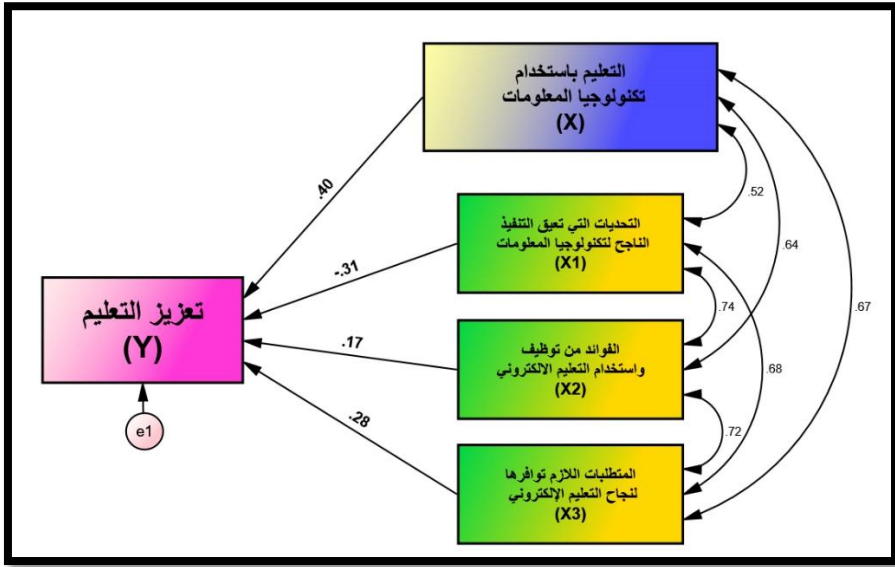 التعليم باستخدام
تكنولوجيا المعلومات
(X)
.40
.52
التحديات التي تعيق التنفيذ
الناجح لتكنولوجيا المعلومات
(X1)
-.31
.64
تعزيز التعليم
(Y)
.74
.67
.17
الفوائد من توظيف
واستخدام التعليم الالكتروني
(X2)
.68
.28
.72
e1
المتطلبات اللازم توافرها
لنجاح التعليم الإلكتروني
(X3)